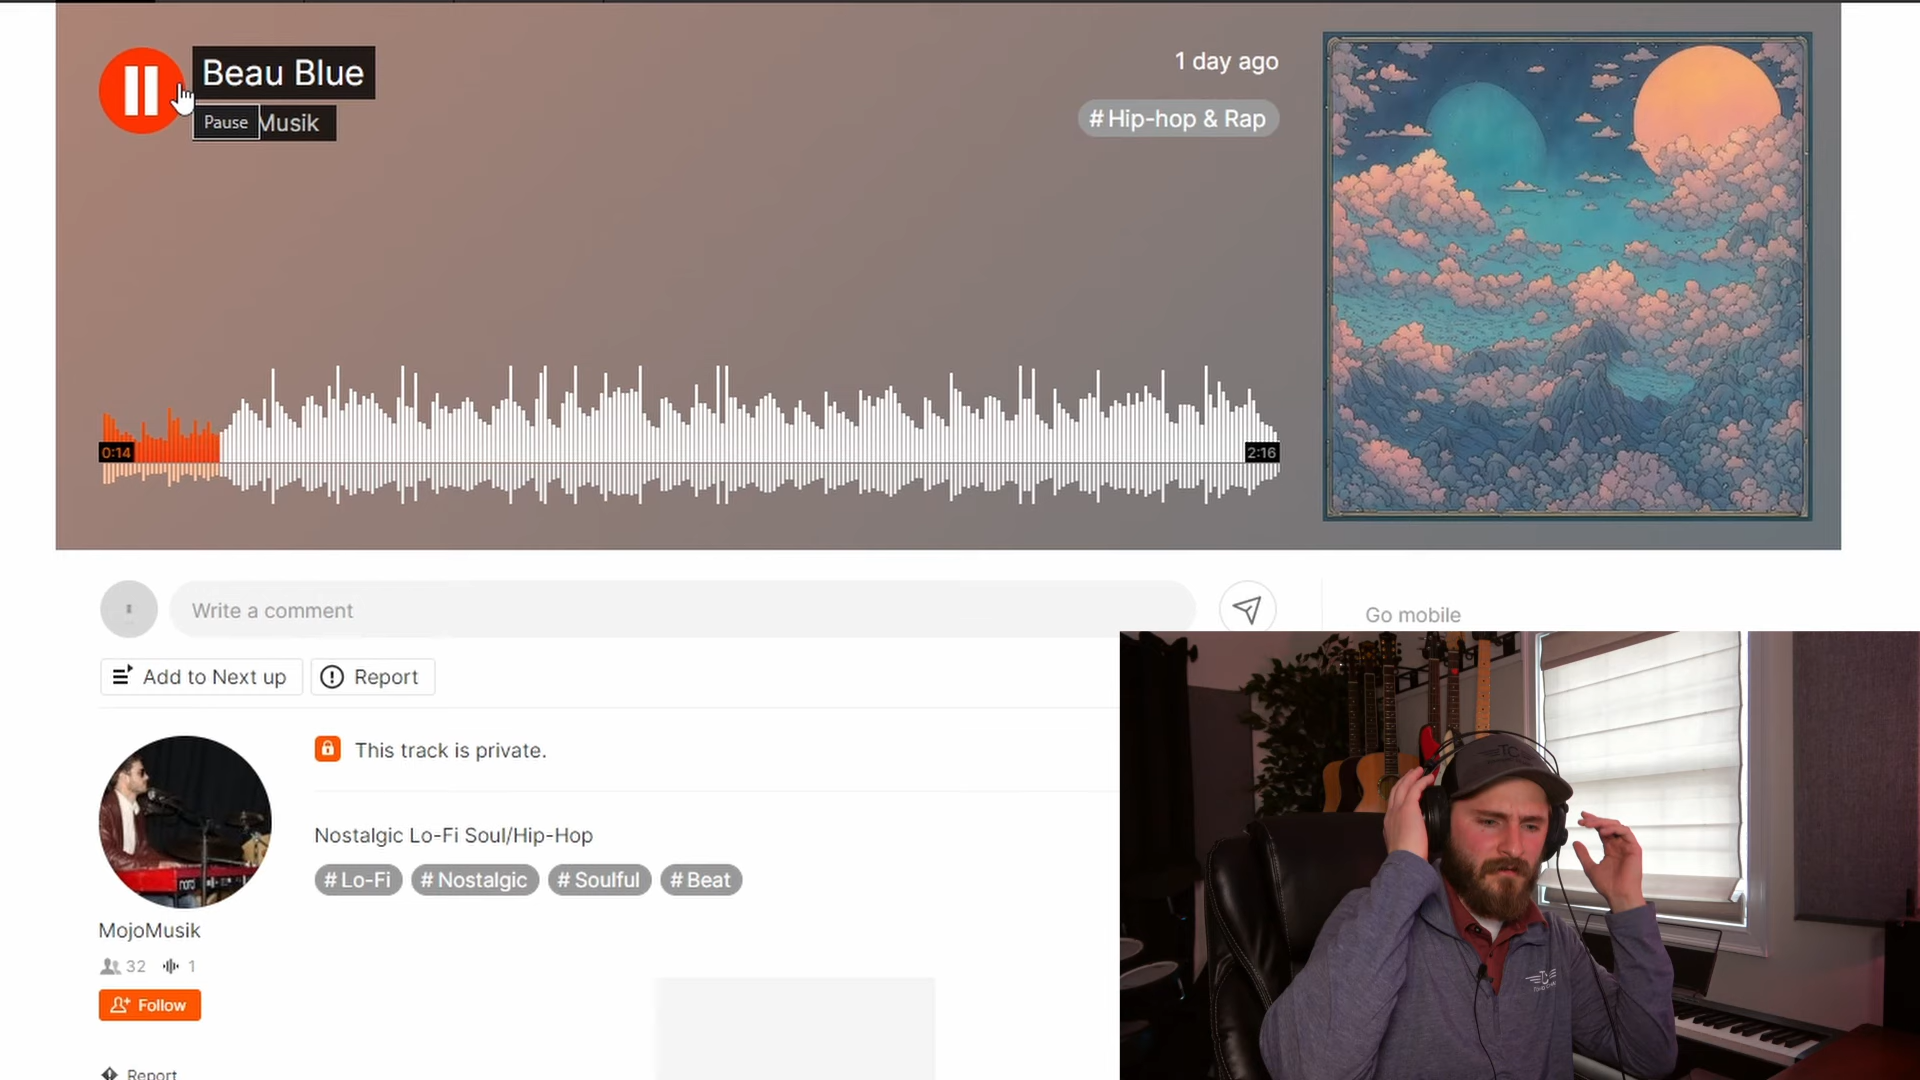 Beau Blue
Pause
Musik
1 day ago
# Hip-hop & Rap
0:14
2:16
Write a comment
Go mobile
Add to Next up
Report
This track is private.
Nostalgic Lo-Fi Soul/Hip-Hop
# Lo-Fi
# Nostalgic
# Soulful
# Beat
MojoMusik
32
1
Follow
Report
nord
TC